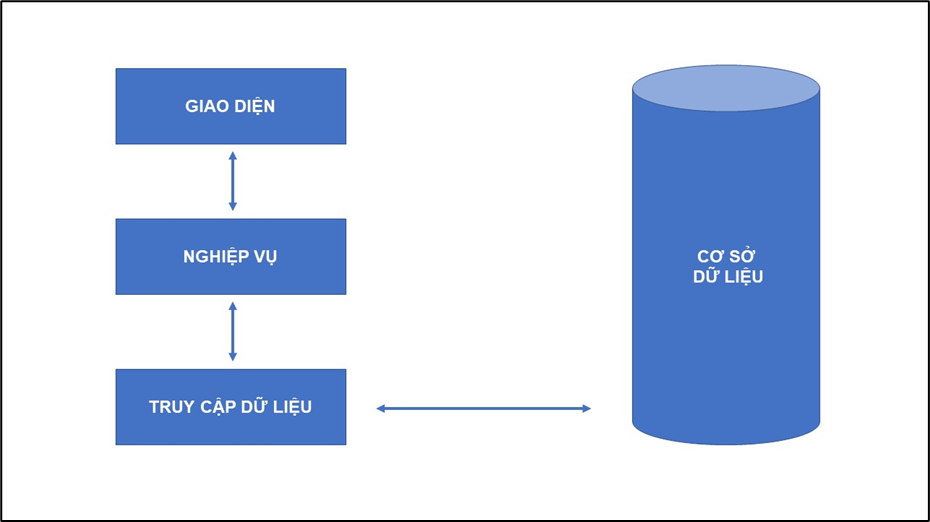 GIAO DIỆN
NGHIỆP VỤ
TRUY CẬP DỮ LIỆU
CƠ SỞ
DỮ LIỆU